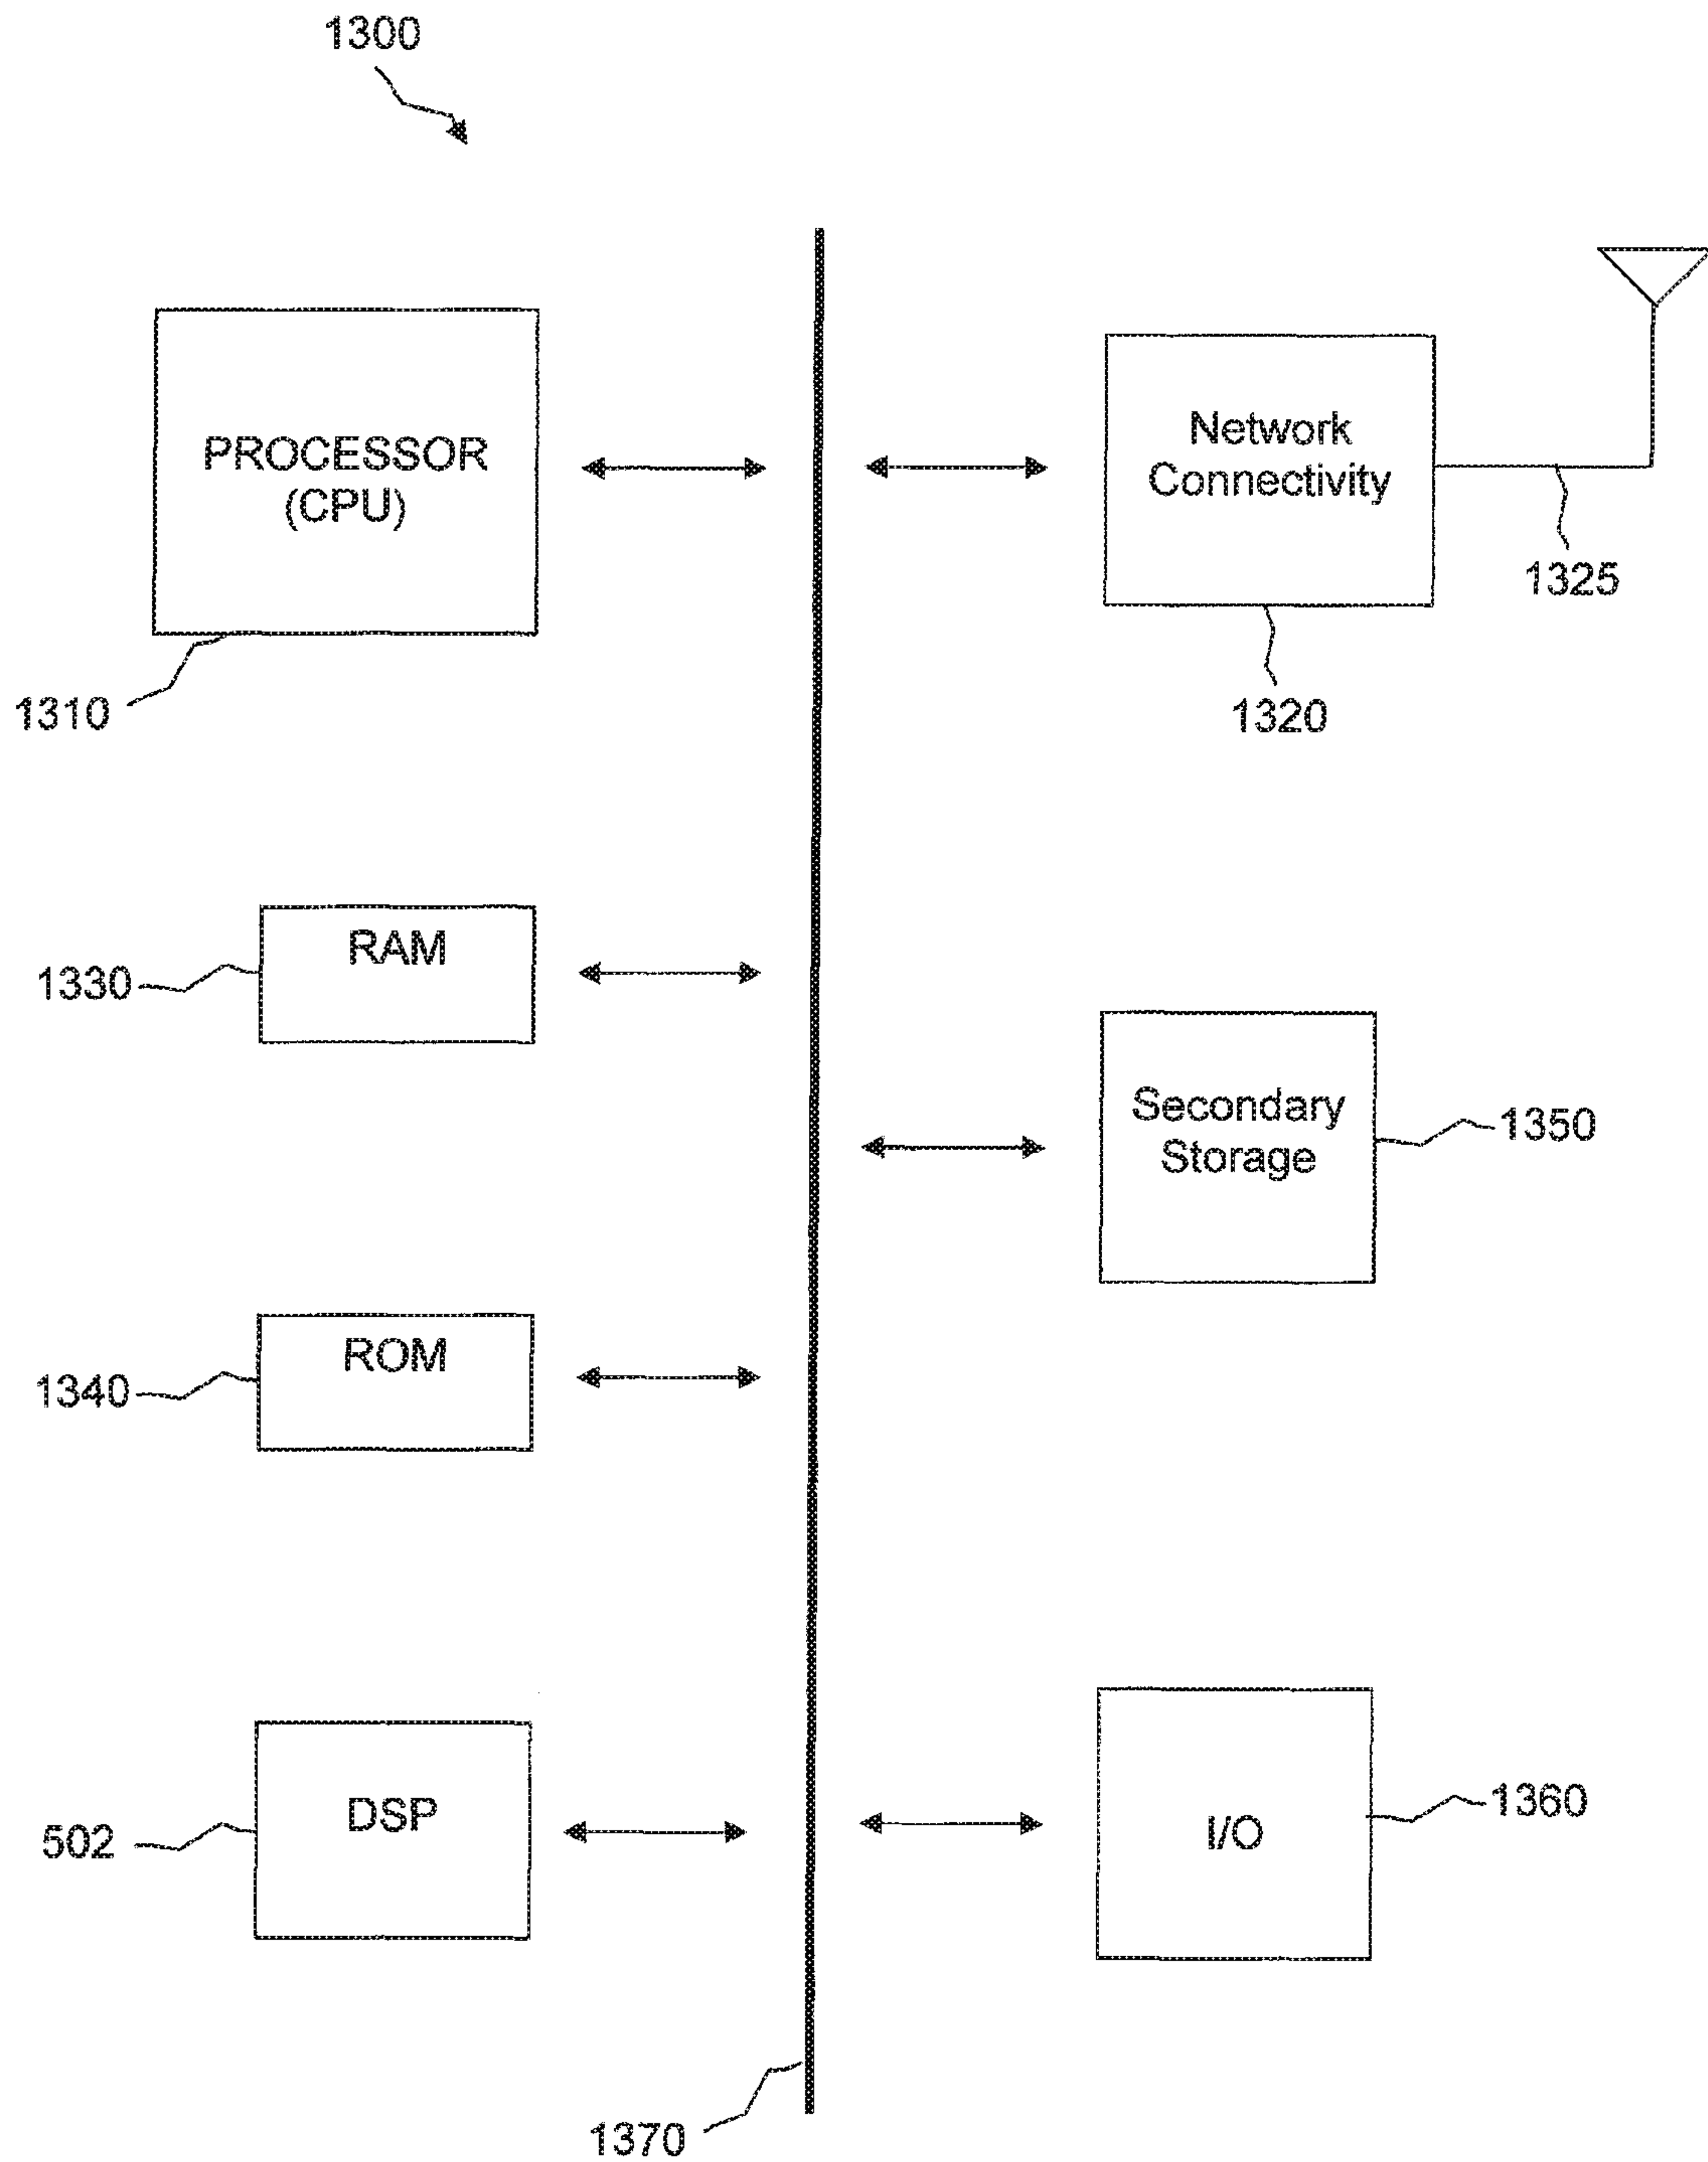 1300
PROCESSOR
(CPU)
1310
Network
Connectivity
1325
1320
RAM
1330
Secondary
Storage
1350
ROM
1340
DSP
502
I/O
1360
1370